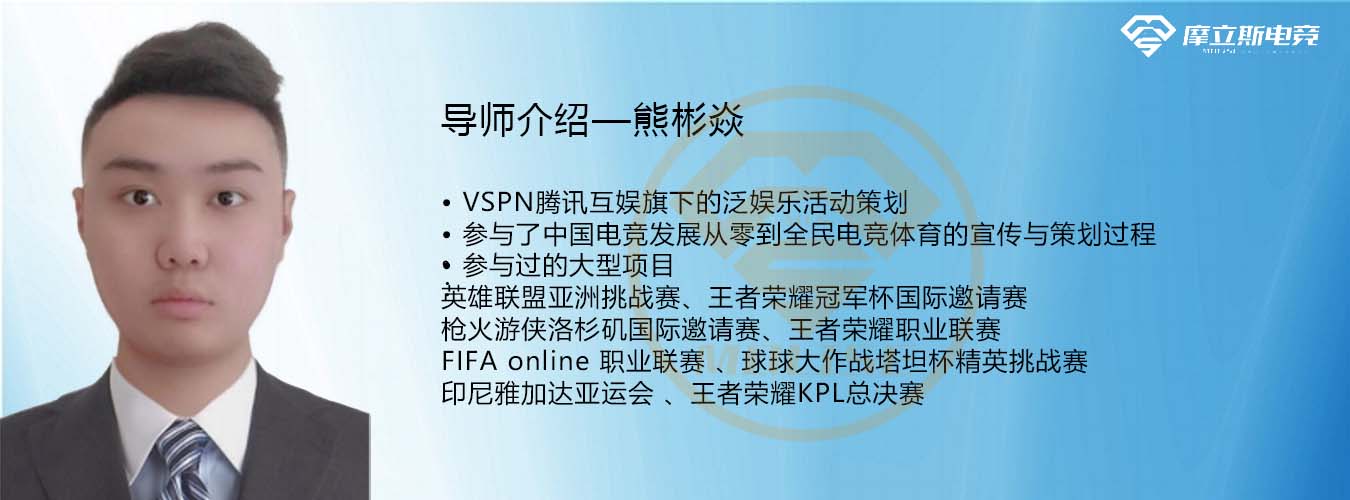 摩立斯电竞
导师介绍—熊彬焱
• VSPN腾讯互娱旗下的泛娱乐活动策划
• 参与了中国电竞发展从零到全民电竞体育的宣传与策划过程
• 参与过的大型项目
英雄联盟亚洲挑战赛、王者荣耀冠军杯国际邀请赛
枪火游侠洛杉矶国际邀请赛、王者荣耀职业联赛
FIFA online 职业联赛 、球球大作战塔坦杯精英挑战赛
印尼雅加达亚运会 、王者荣耀KPL总决赛